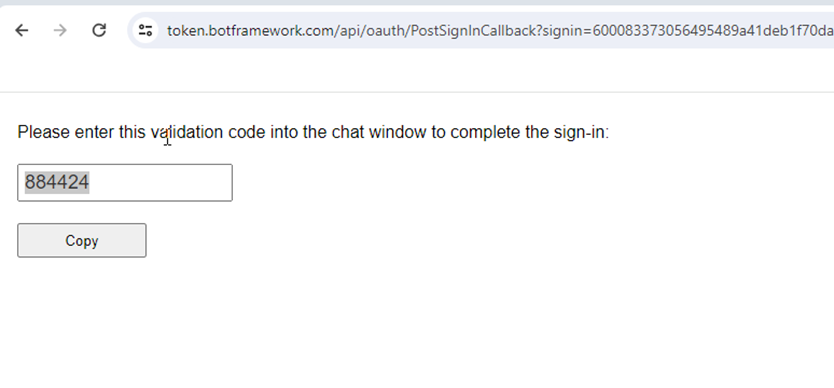 token.botframework.com/api/oauth/PostSignInCallback?signin=600083373056495489a41deb1f70da
Please enter this validation code into the chat window to complete the sign-in:
884424
Copy